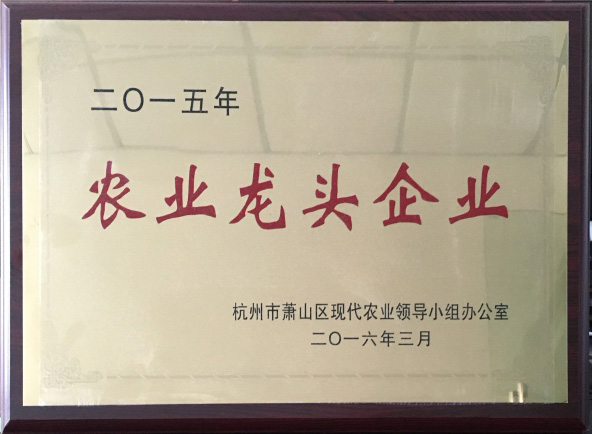 二〇一五年
农业龙头企业
杭州市萧山区现代农业领导小组办公室
二〇一六年三月